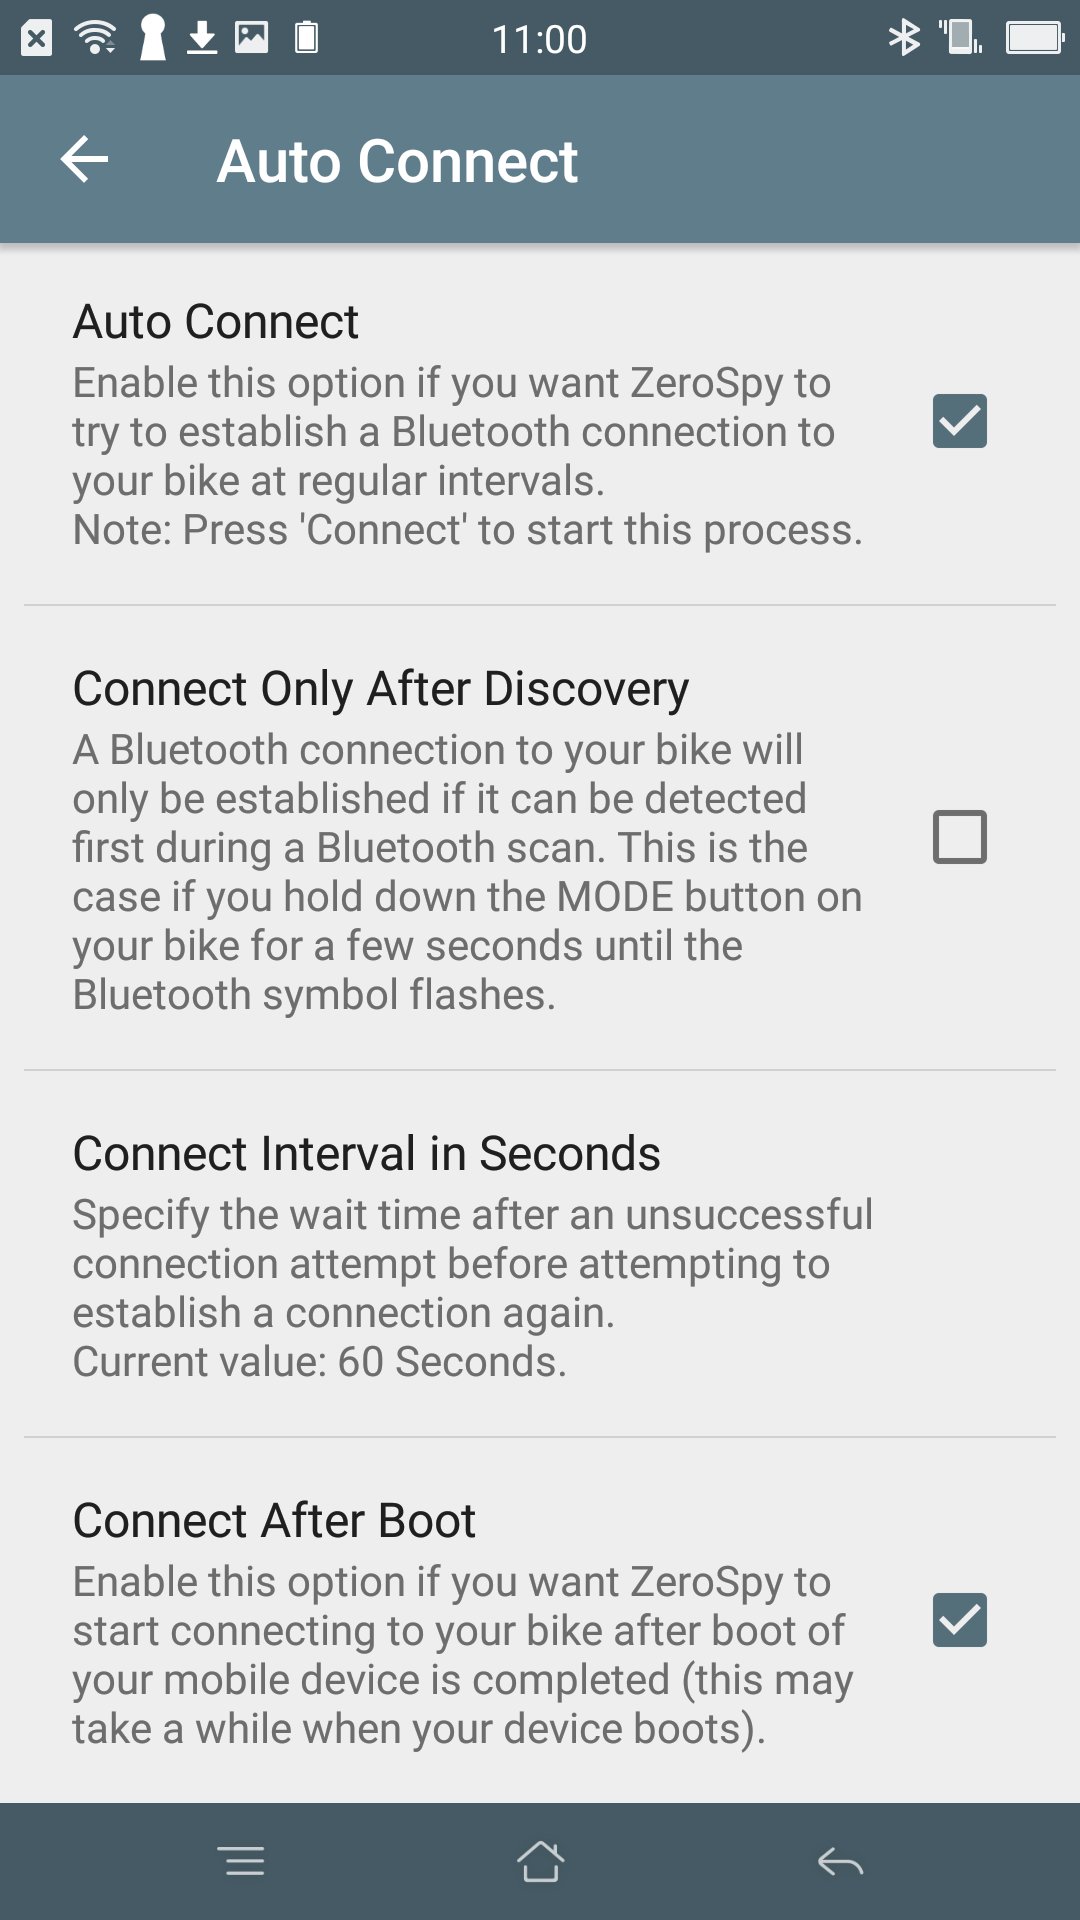 11:00
Auto Connect
Auto Connect
Enable this option if you want ZeroSpy to
try to establish a Bluetooth connection to
your bike at regular intervals.
Note: Press 'Connect' to start this process.
Connect Only After Discovery
A Bluetooth connection to your bike will
only be established if it can be detected
first during a Bluetooth scan. This is the
case if you hold down the MODE button on
your bike for a few seconds until the
Bluetooth symbol flashes.
Connect Interval in Seconds
Specify the wait time after an unsuccessful
connection attempt before attempting to
establish a connection again.
Current value: 60 Seconds.
Connect After Boot
Enable this option if you want ZeroSpy to
start connecting to your bike after boot of
your mobile device is completed (this may
take a while when your device boots).